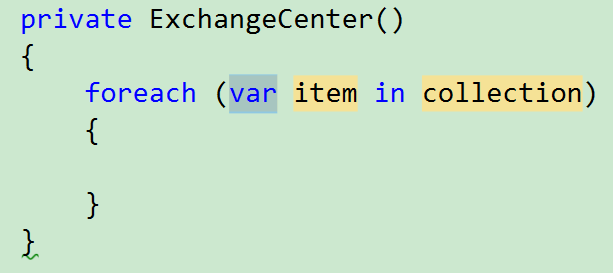 private ExchangeCenter()
{
    foreach (var item in collection)
    {
    }
}